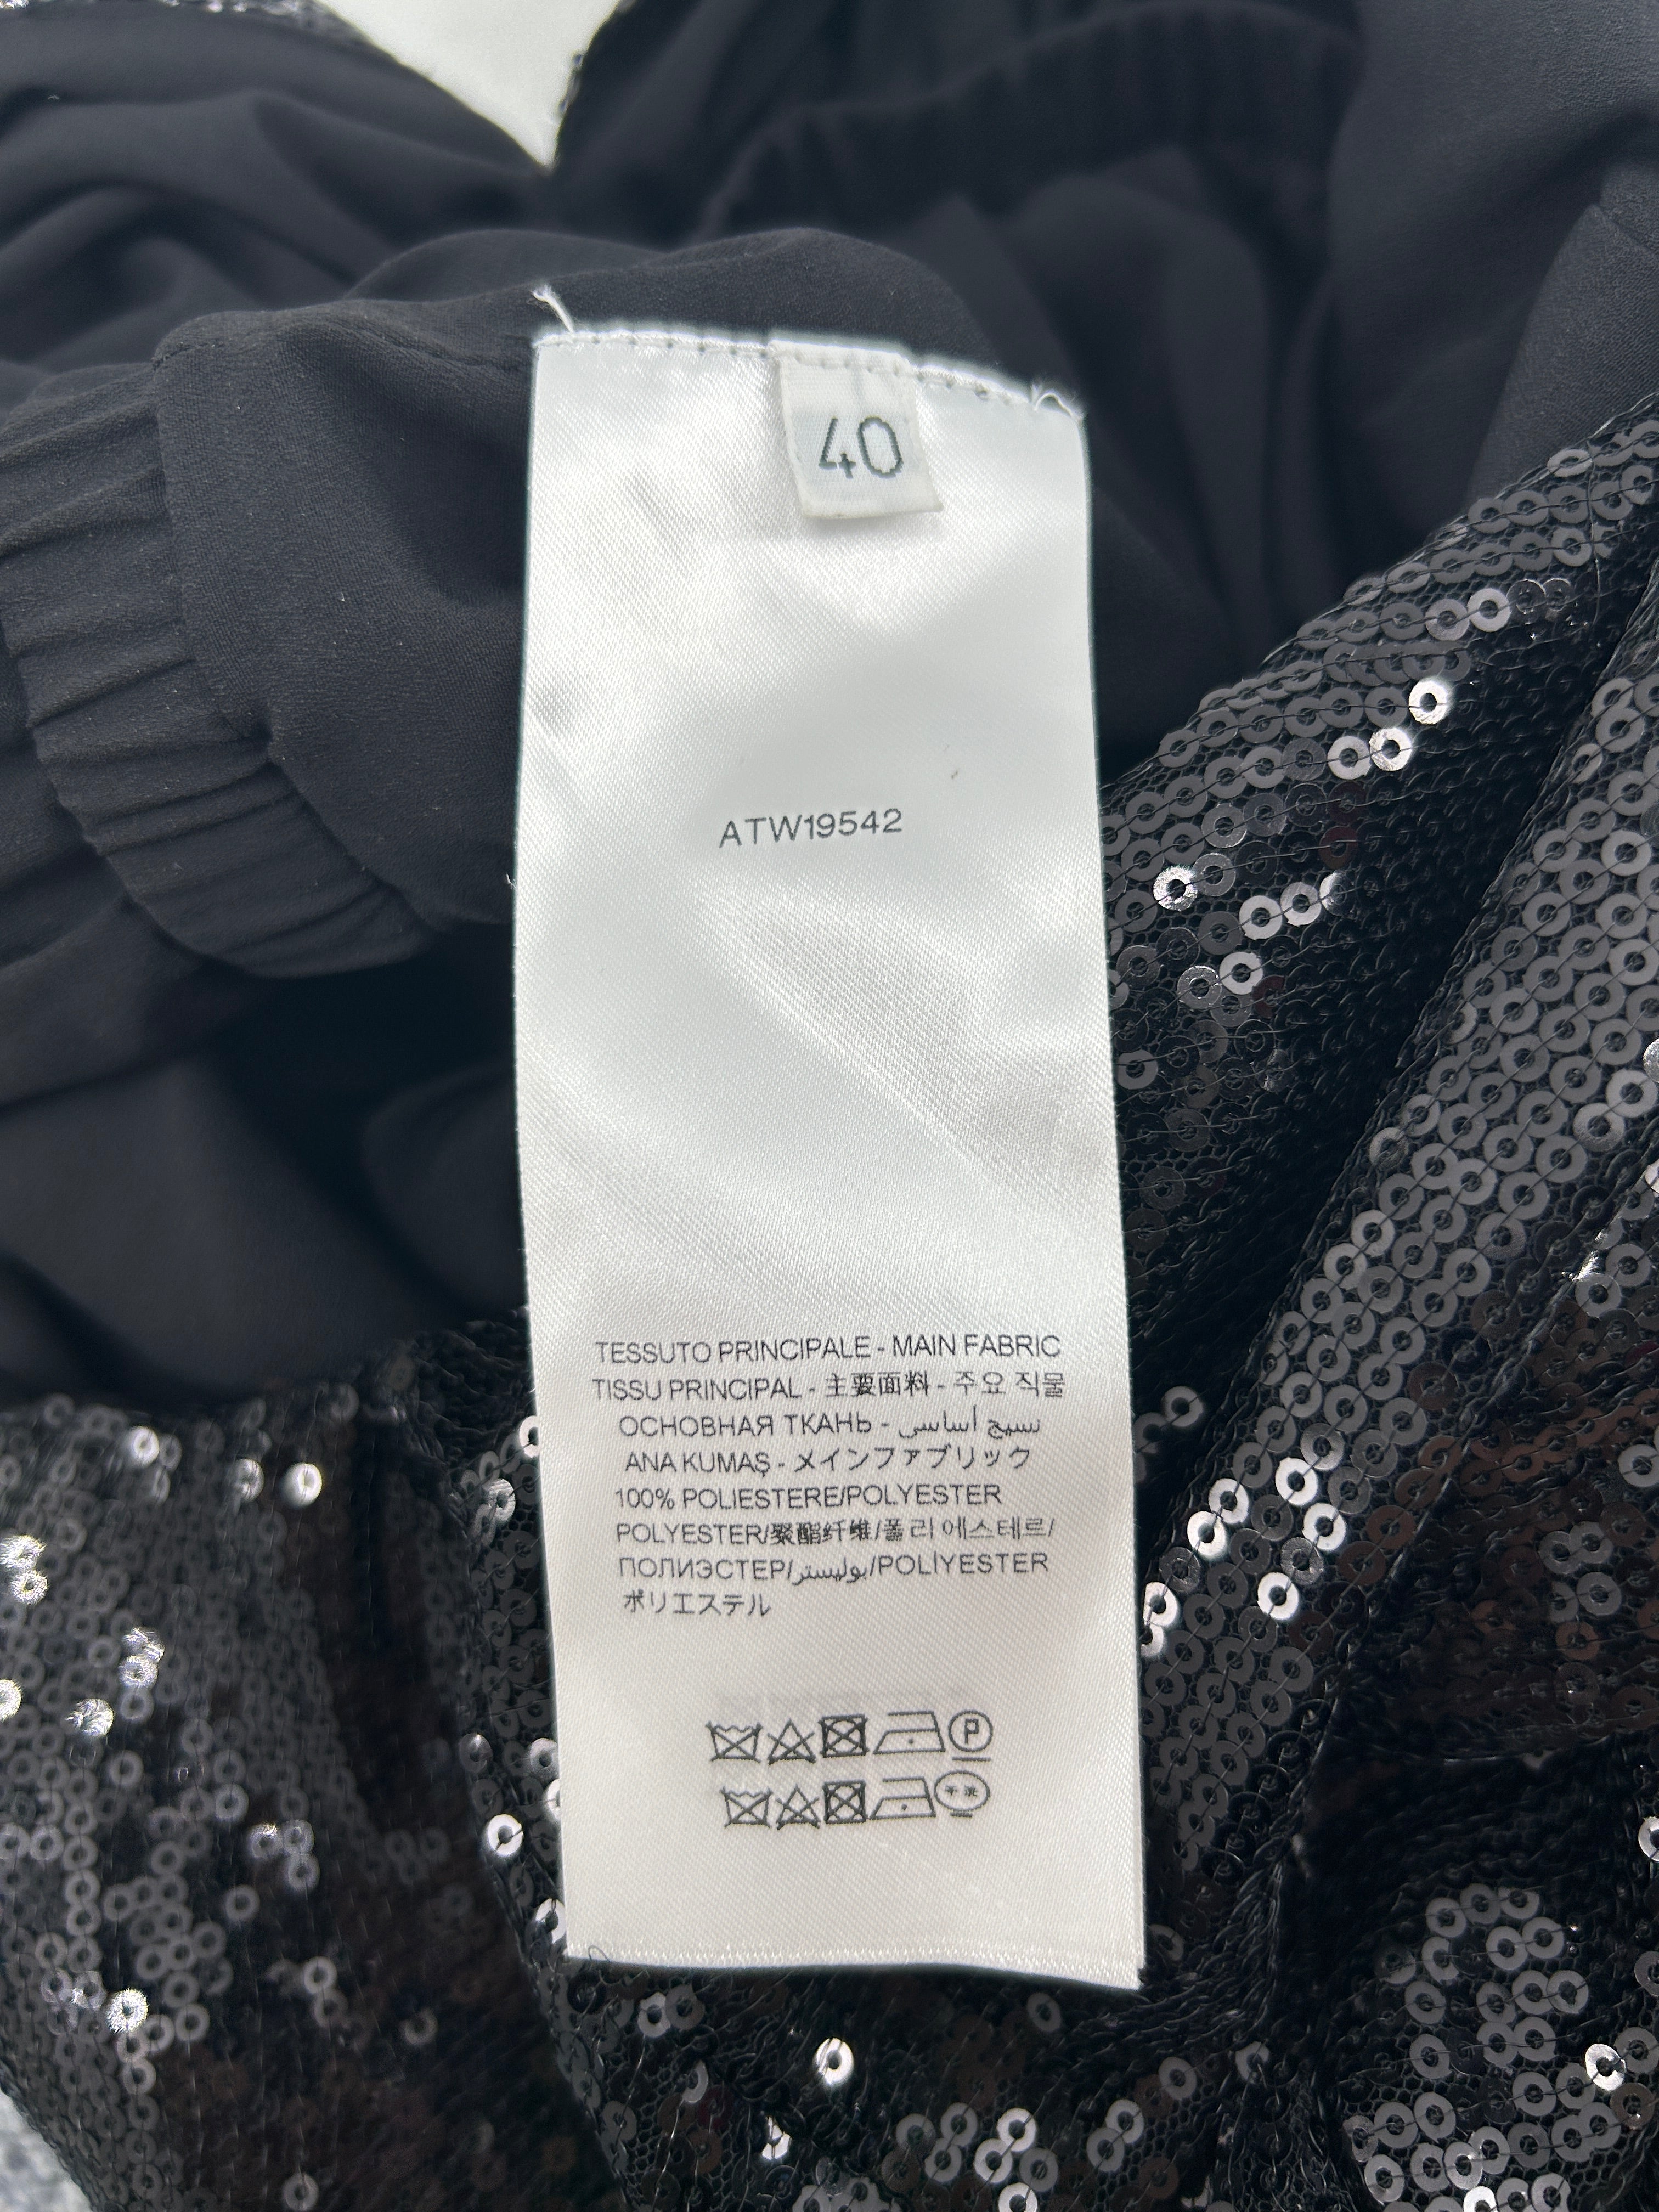 40
ATW19542
TESSUTO PRINCIPALE - MAIN FABRIC
TISSU PRINCIPAL - 主要面料 - 주요 직물
ОСНОВНАЯ ТКАНЬ - نسيج أساسي
ANA KUMAŞ - メインファブリック
100% POLIESTERE/POLYESTER
POLYESTER/聚酯纤维/폴리에스테르/
ПОЛИЭСТЕР/بوليستر/POLİYESTER
ポリエステル
P